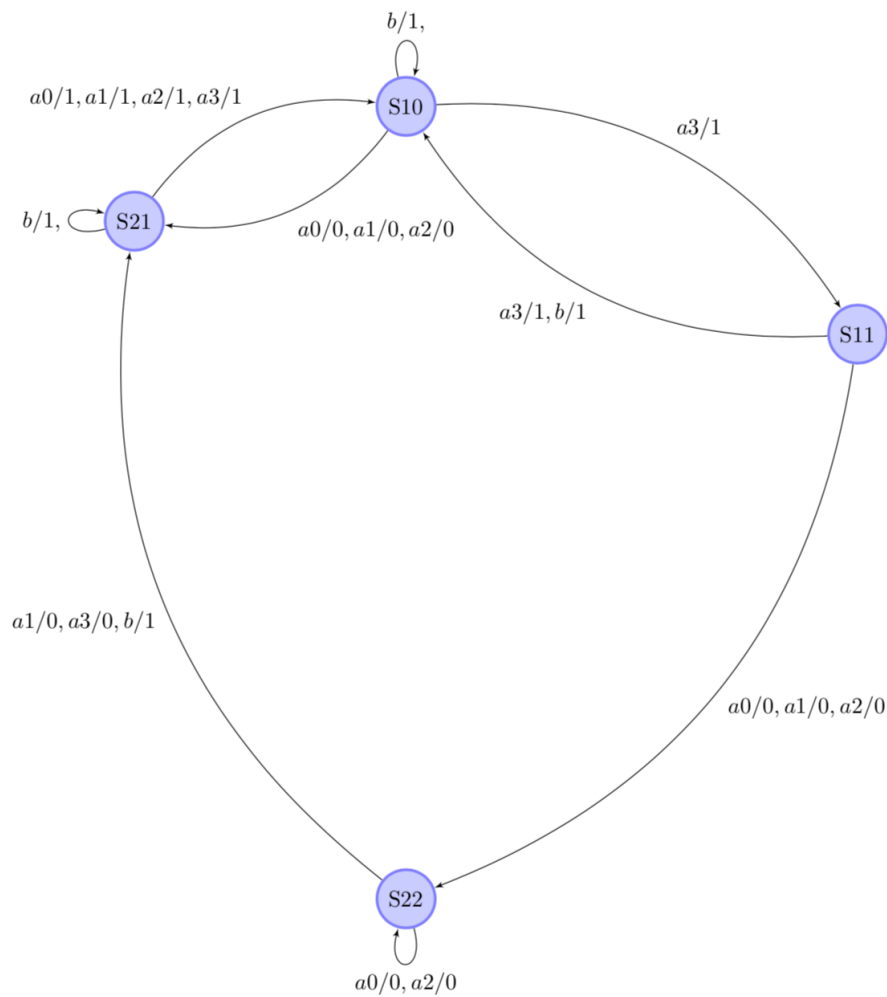 b/1,
a0/1, a1/1, a2/1, a3/1
S10
a3/1
b/1,
S21
a0/0, a1/0, a2/0
a3/1, b/1
S11
a1/0, a3/0, b/1
a0/0, a1/0, a2/0
S22
a0/0, a2/0